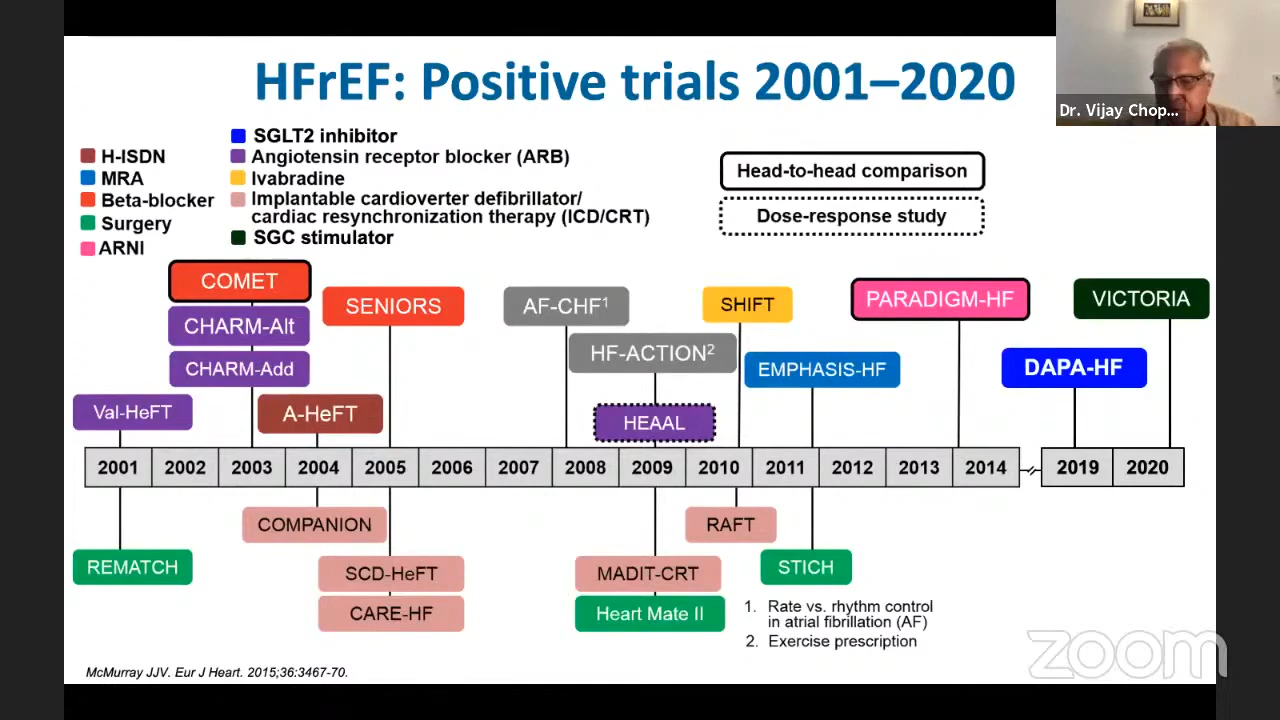 HFrEF: Positive trials 2001–2020
Dr. Vijay Chop...
H-ISDN
MRA
Beta-blocker
Surgery
ARNI
SGLT2 inhibitor
Angiotensin receptor blocker (ARB)
Ivabradine
Implantable cardioverter defibrillator/
cardiac resynchronization therapy (ICD/CRT)
SGC stimulator
Head-to-head comparison
Dose-response study
COMET
CHARM-Alt
CHARM-Add
Val-HeFT
A-HeFT
SENIORS
AF-CHF¹
HF-ACTION²
HEAAL
SHIFT
EMPHASIS-HF
PARADIGM-HF
DAPA-HF
VICTORIA
2001 2002 2003 2004 2005 2006 2007 2008 2009 2010 2011 2012 2013 2014 2019 2020
REMATCH
COMPANION
SCD-HeFT
CARE-HF
MADIT-CRT
Heart Mate II
RAFT
STICH
1. Rate vs. rhythm control
in atrial fibrillation (AF)
2. Exercise prescription
McMurray JJV. Eur J Heart. 2015;36:3467-70.
zoom